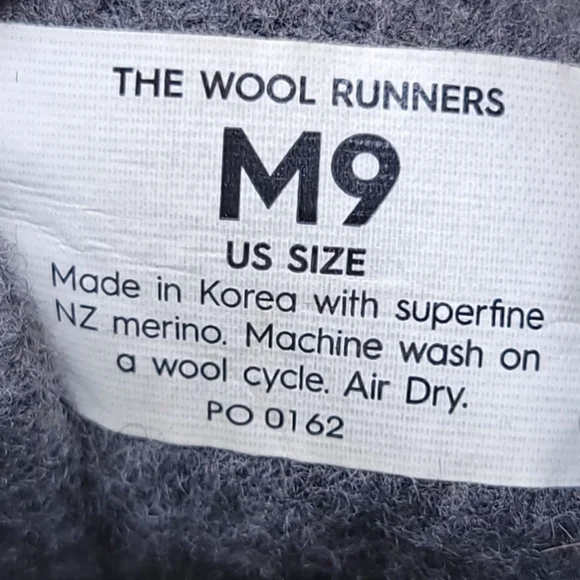 THE WOOL RUNNERS
M9
US SIZE
Made in Korea with superfine
NZ merino. Machine wash on
a wool cycle. Air Dry.
PO 0162